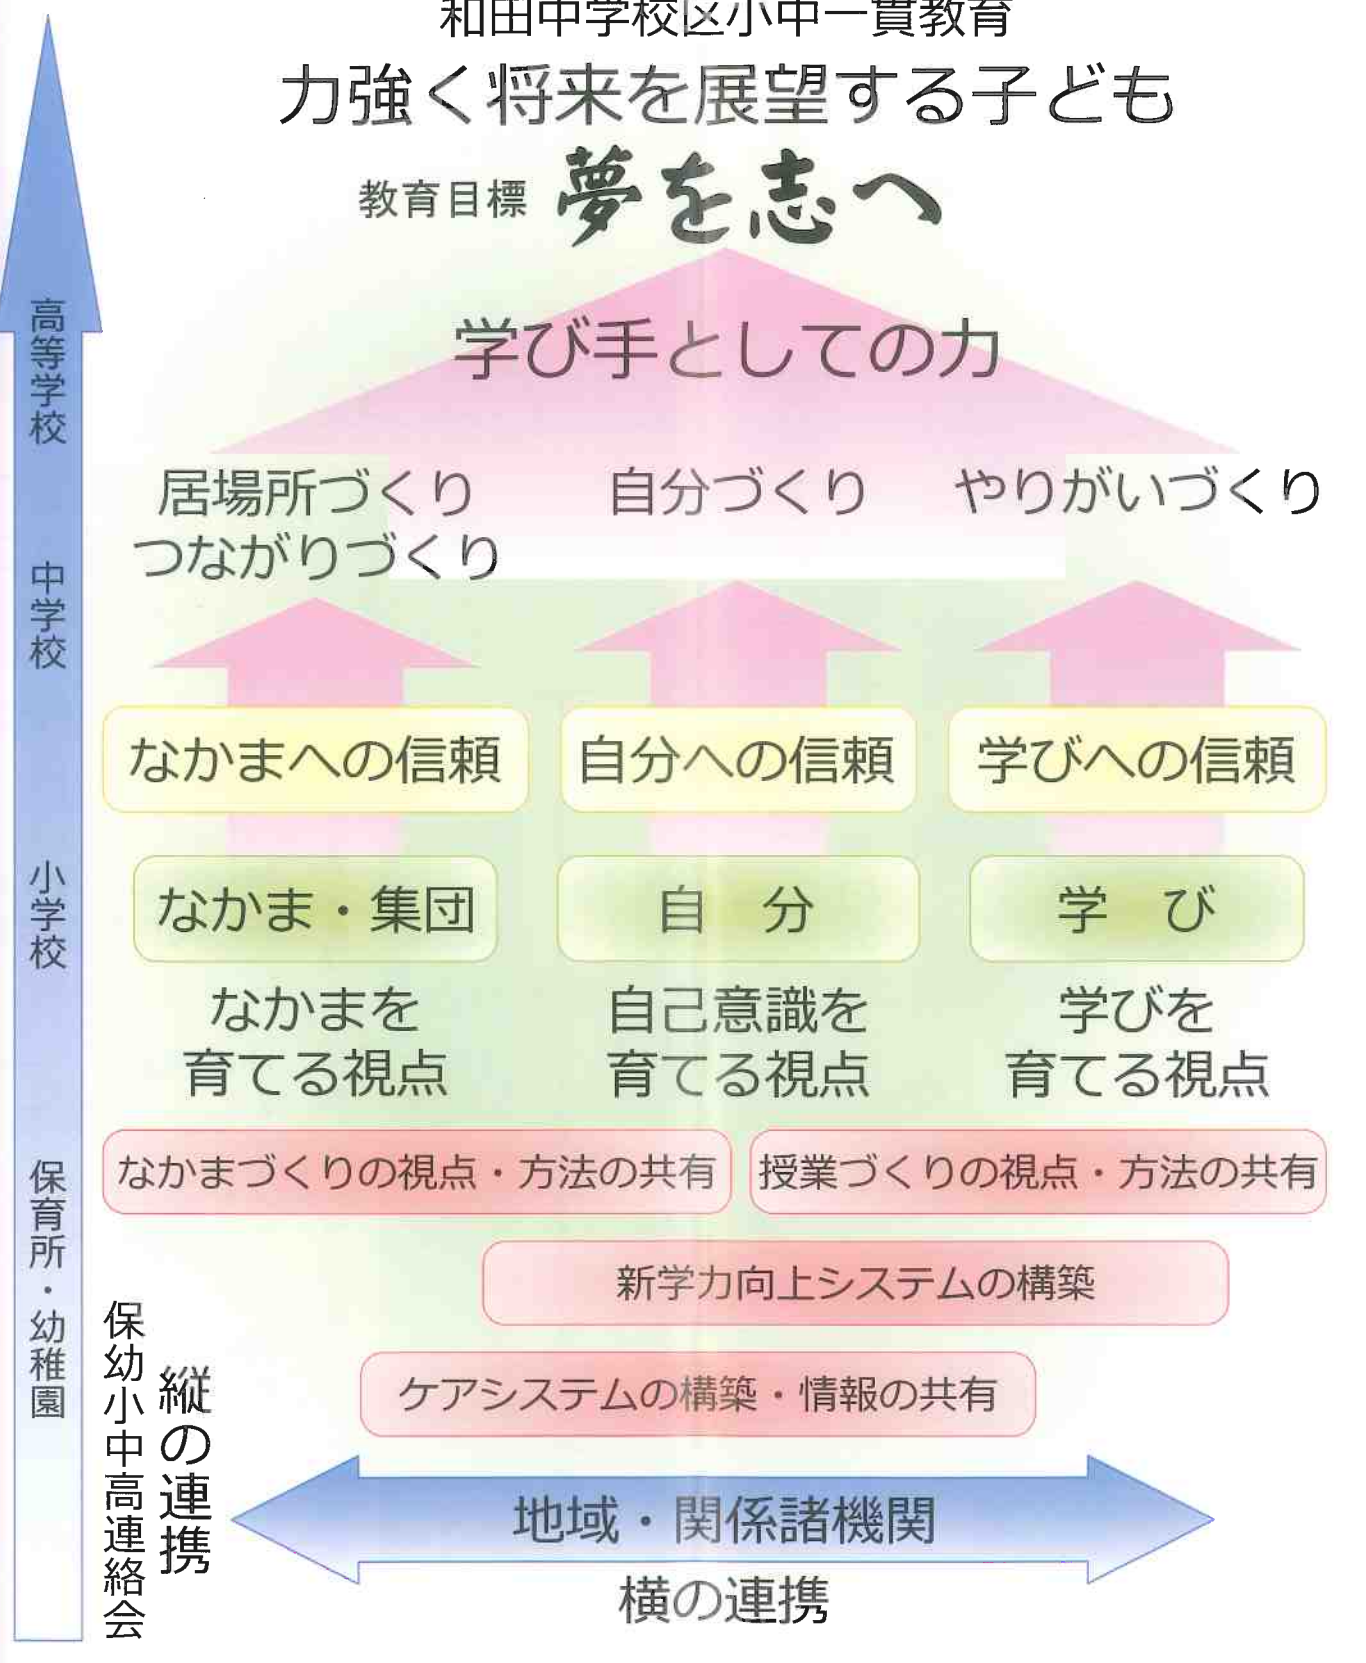 和田中学校区小中一貫教育
力強く将来を展望する子ども
教育目標 夢を志へ
学び手としての力
居場所づくり
つながりづくり
自分づくり
やりがいづくり
なかまへの信頼
自分への信頼
学びへの信頼
なかま・集団
自 分
学 び
なかまを
育てる視点
自己意識を
育てる視点
学びを
育てる視点
なかまづくりの視点・方法の共有
授業づくりの視点・方法の共有
新学力向上システムの構築
ケアシステムの構築・情報の共有
地域・関係諸機関
横の連携
縦の連携
保幼小中高連絡会
高等学校
中学校
小学校
保育所・幼稚園